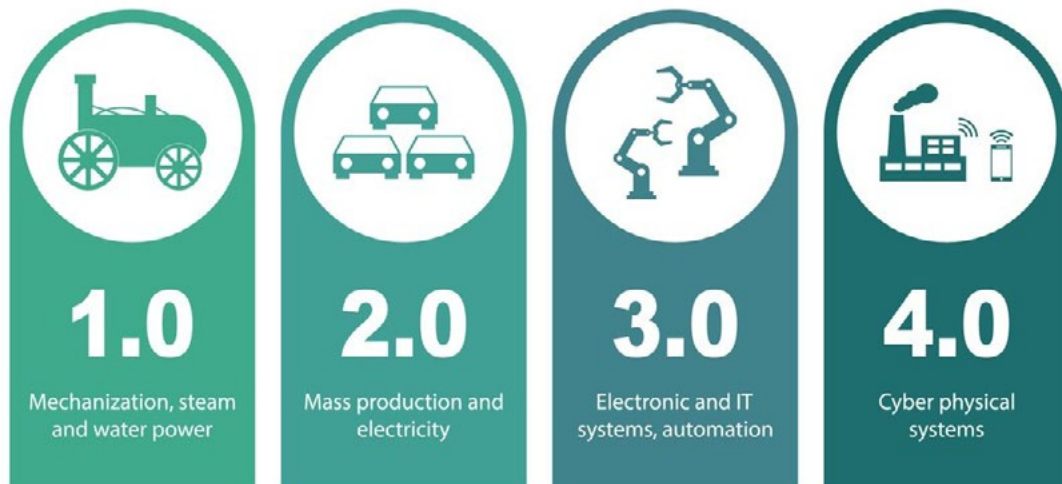 1.0
Mechanization, steam
and water power
2.0
Mass production and
electricity
3.0
Electronic and IT
systems, automation
4.0
Cyber physical
systems